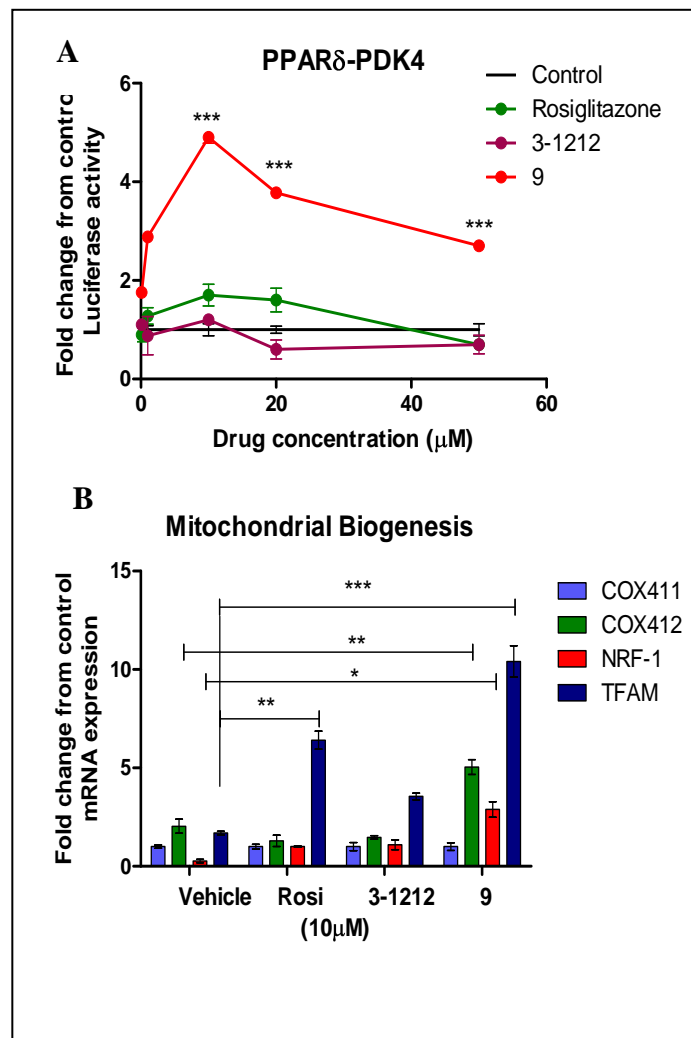 A
PPARδ-PDK4
Fold change from contro
Luciferase activity
6
4
2
0
0
20
40
60
Drug concentration (μM)
***
***
***
Control
Rosiglitazone
3-1212
9
B
Mitochondrial Biogenesis
Fold change from control
mRNA expression
15
10
5
0
***
**
*
**
Vehicle
Rosi
3-1212
9
(10μM)
COX411
COX412
NRF-1
TFAM